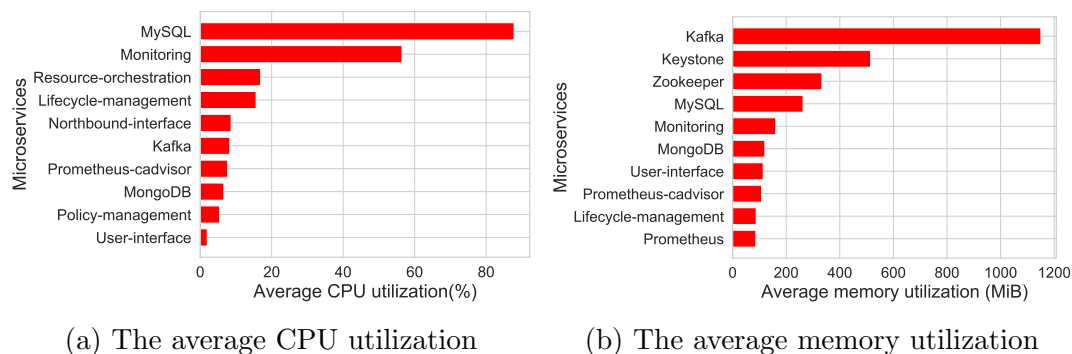 Microservices
MySQL
Monitoring
Resource-orchestration
Lifecycle-management
Northbound-interface
Kafka
Prometheus-cadvisor
MongoDB
Policy-management
User-interface
0 20 40 60 80
Average CPU utilization(%)
(a) The average CPU utilization
Microservices
Kafka
Keystone
Zookeeper
MySQL
Monitoring
MongoDB
User-interface
Prometheus-cadvisor
Lifecycle-management
Prometheus
0 200 400 600 800 1000 1200
Average memory utilization (MiB)
(b) The average memory utilization